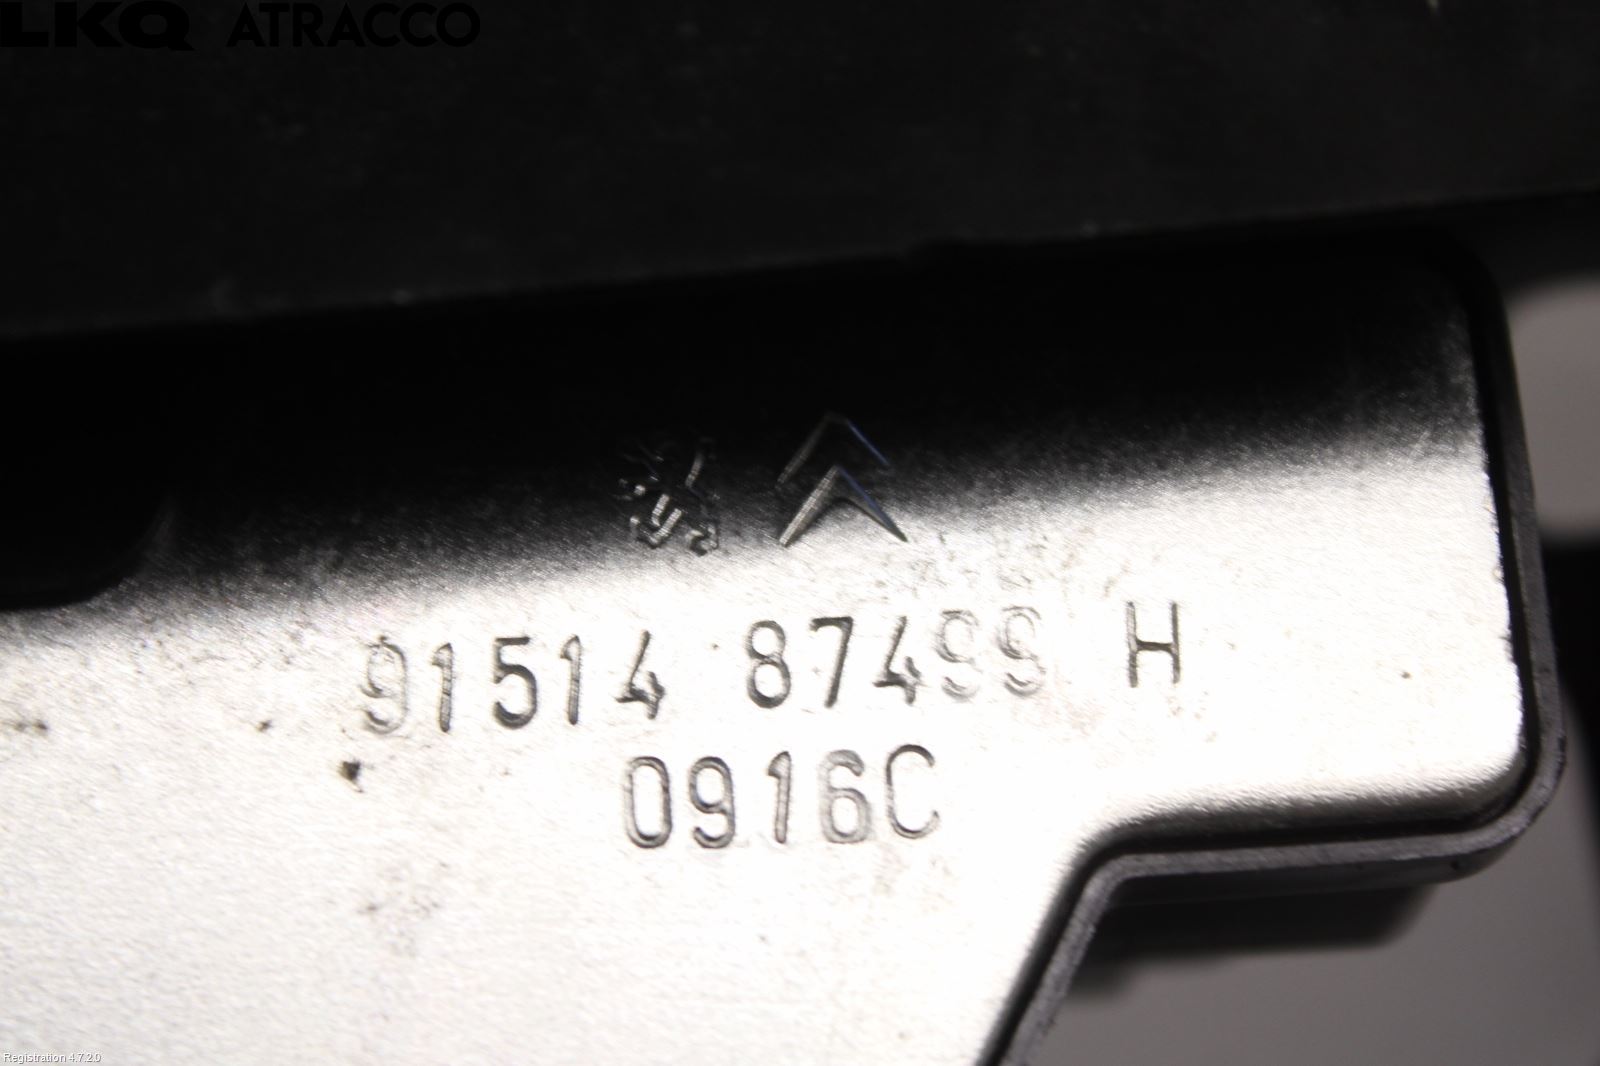 LKQ ATRACCO
91514 87499 H
0916C
Registration 4.7.2.0